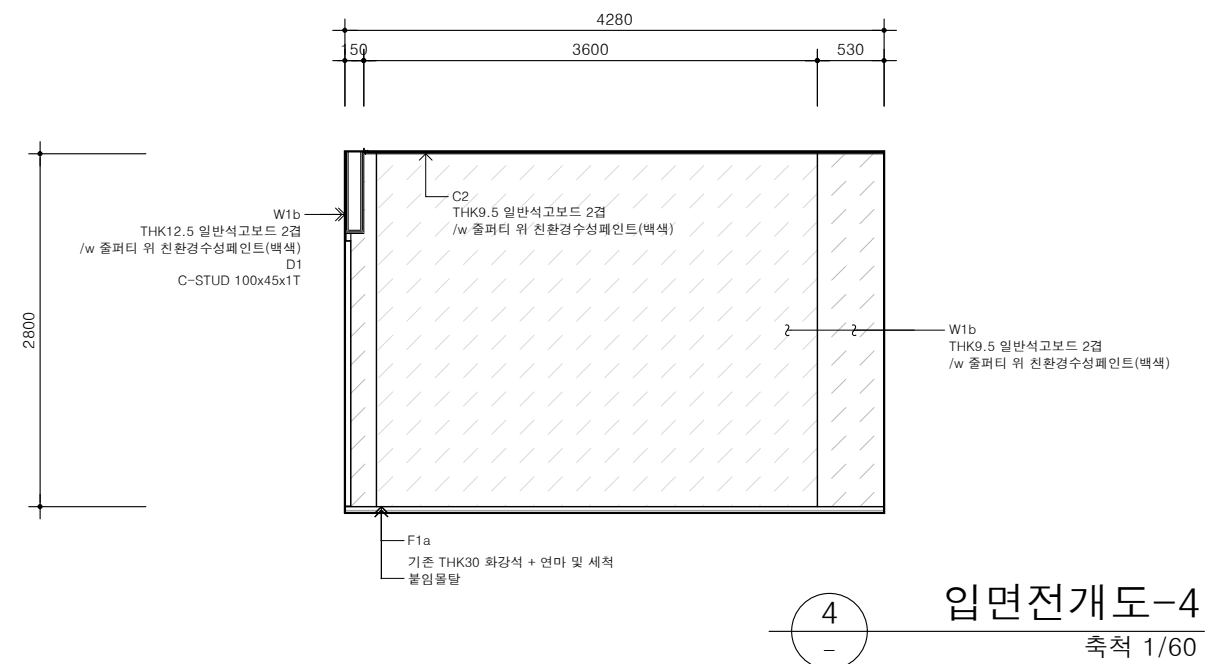 4280
150
3600
530
2800
W1b
THK12.5 일반석고보드 2겹
/w 줄퍼티 위 친환경수성페인트(백색)
D1
C-STUD 100x45x1T
C2
THK9.5 일반석고보드 2겹
/w 줄퍼티 위 친환경수성페인트(백색)
W1b
THK9.5 일반석고보드 2겹
/w 줄퍼티 위 친환경수성페인트(백색)
F1a
기존 THK30 화강석 + 연마 및 세척
붙임몰탈
4
-
입면전개도-4
축척 1/60